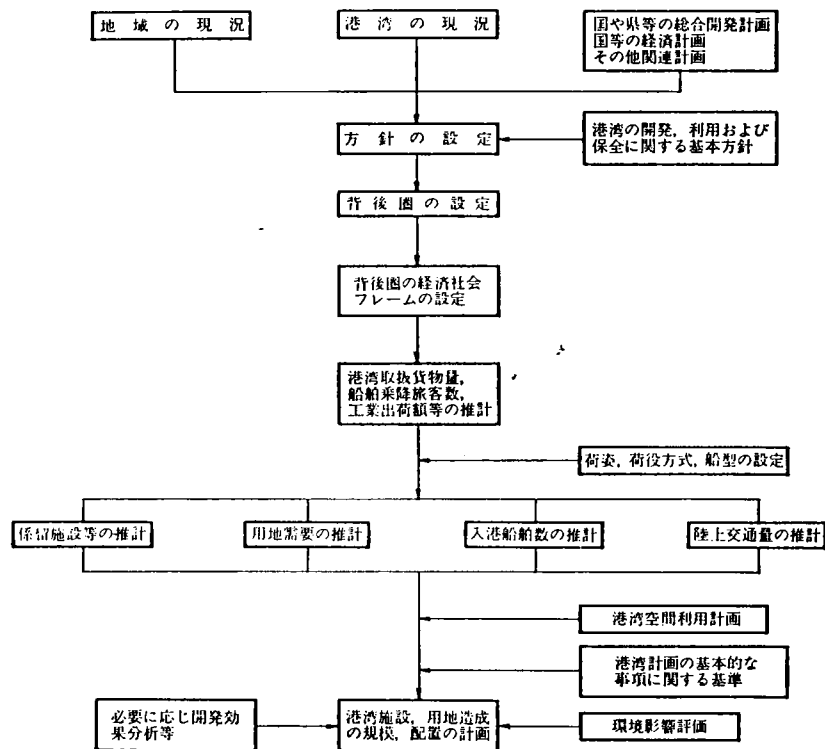 地域の現況
港湾の現況
国や県等の総合開発計画
国等の経済計画
その他関連計画
方針の設定
港湾の開発，利用および
保全に関する基本方針
背後圏の設定
背後圏の経済社会
フレームの設定
港湾取扱貨物量，
船舶乗降旅客数，
工業出荷額等の推計
荷姿，荷役方式，船型の設定
係留施設等の推計
用地需要の推計
入港船舶数の推計
陸上交通量の推計
港湾空間利用計画
港湾計画の基本的な
事項に関する基準
必要に応じ開発効
果分析等
港湾施設，用地造成
の規模，配置の計画
環境影響評価